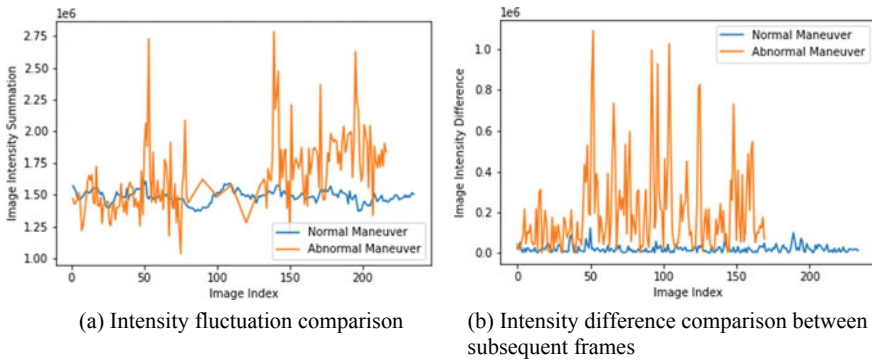 1e6
2.75
2.50
2.25
2.00
1.75
1.50
1.25
1.00
Image Intensity Summation
0
50
100
150
200
Image Index
Normal Maneuver
Abnormal Maneuver
(a) Intensity fluctuation comparison
1e6
1.0
0.8
0.6
0.4
0.2
0.0
Image Intensity Difference
0
50
100
150
200
Image Index
Normal Maneuver
Abnormal Maneuver
(b) Intensity difference comparison between
subsequent frames